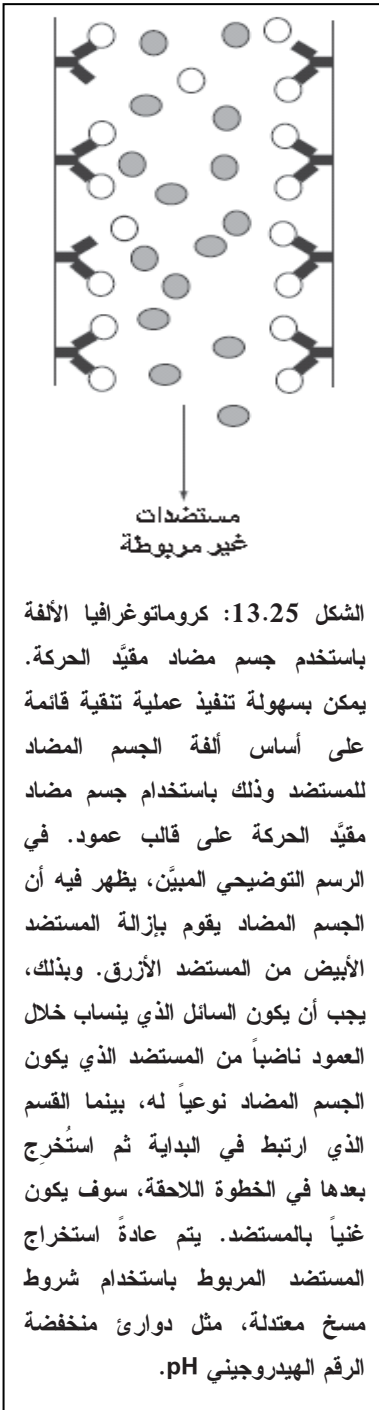 مستضدات
غير مربوطة
الشكل 13.25: كروماتوغرافيا الألفة
باستخدم جسم مضاد مقيَّد الحركة.
يمكن بسهولة تنفيذ عملية تنقية قائمة
على أساس ألفة الجسم المضاد
للمستضد وذلك باستخدام جسم مضاد
مقيَّد الحركة على قالب عمود. في
الرسم التوضيحي المبيَّن، يظهر فيه أن
الجسم المضاد يقوم بإزالة المستضد
الأبيض من المستضد الأزرق. وبذلك،
يجب أن يكون السائل الذي ينساب خلال
العمود ناضباً من المستضد الذي يكون
الجسم المضاد نوعياً له، بينما القسم
الذي ارتبط في البداية ثم استُخرِج
بعدها في الخطوة اللاحقة، سوف يكون
غنياً بالمستضد. يتم عادةً استخراج
المستضد المربوط باستخدام شروط
مسخ معتدلة، مثل دوارئ منخفضة
الرقم الهيدروجيني pH.